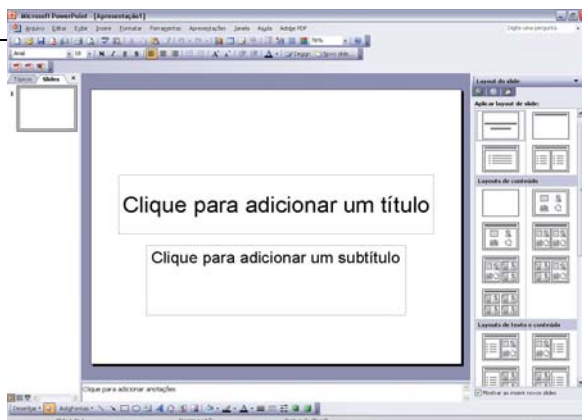 Microsoft PowerPoint - [Apresentação1]
Arquivo Editar Exibir Inserir Formatar Ferramentas Apresentações Janela Ajuda Adobe PDF
Digite uma pergunta
Arial
18
N I S S
Design
Novo slide
Tópicos Slides
1
Layout do slide
Aplicar layout de slide:
Clique para adicionar um título
Clique para adicionar um subtítulo
Layouts de conteúdo
Layouts de texto e conteúdo
Clique para adicionar anotações
Mostrar ao inserir novos slides
Desenhar
AutoFormas